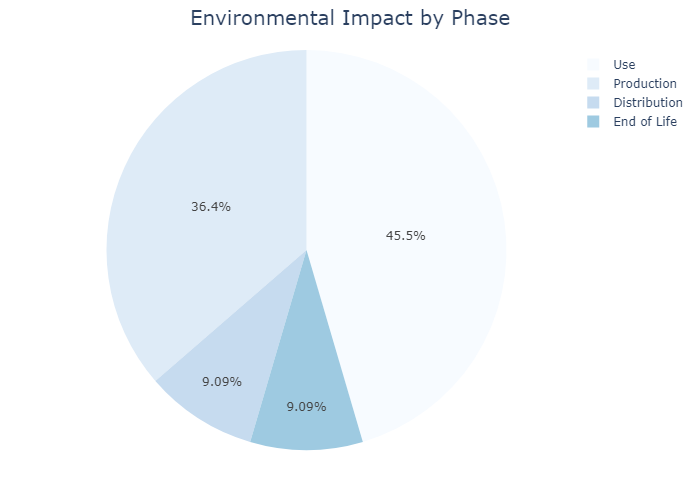 Environmental Impact by Phase
Use
Production
Distribution
End of Life
36.4%
45.5%
9.09%
9.09%